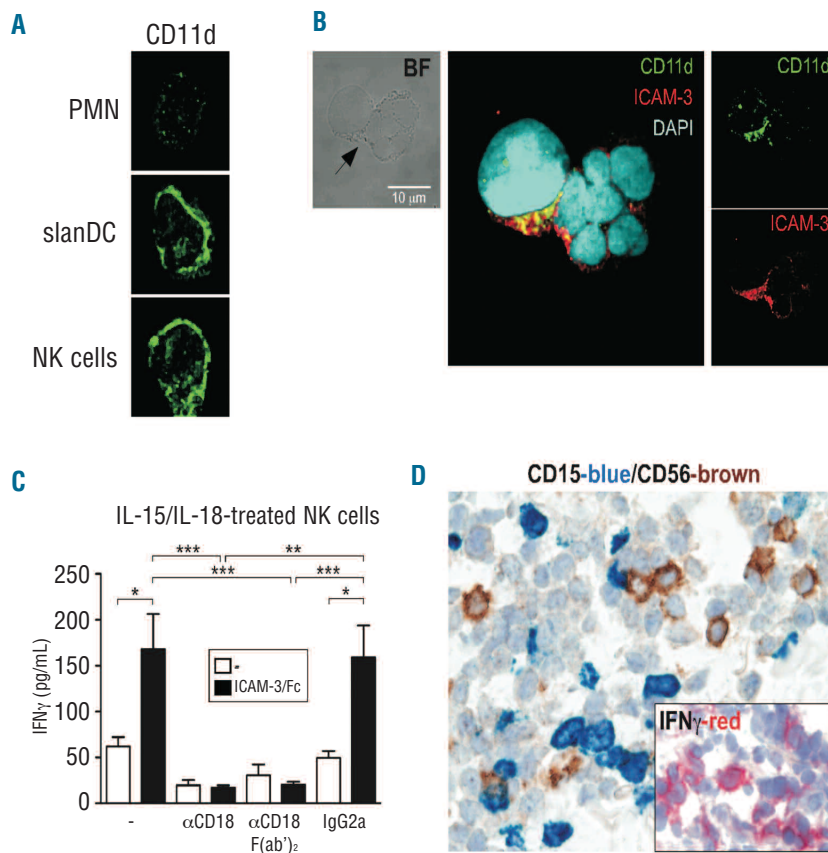 A
CD11d
PMN
slanDC
NK cells
B
BF
10 μm
CD11d
ICAM-3
DAPI
CD11d
ICAM-3
C
IL-15/IL-18-treated NK cells
*** **
*** ***
* *
250
200
150
100
50
0
IFNγ (pg/mL)
-
ICAM-3/Fc
- αCD18 αCD18 IgG2a
F(ab’)₂
D
CD15-blue/CD56-brown
IFNγ-red